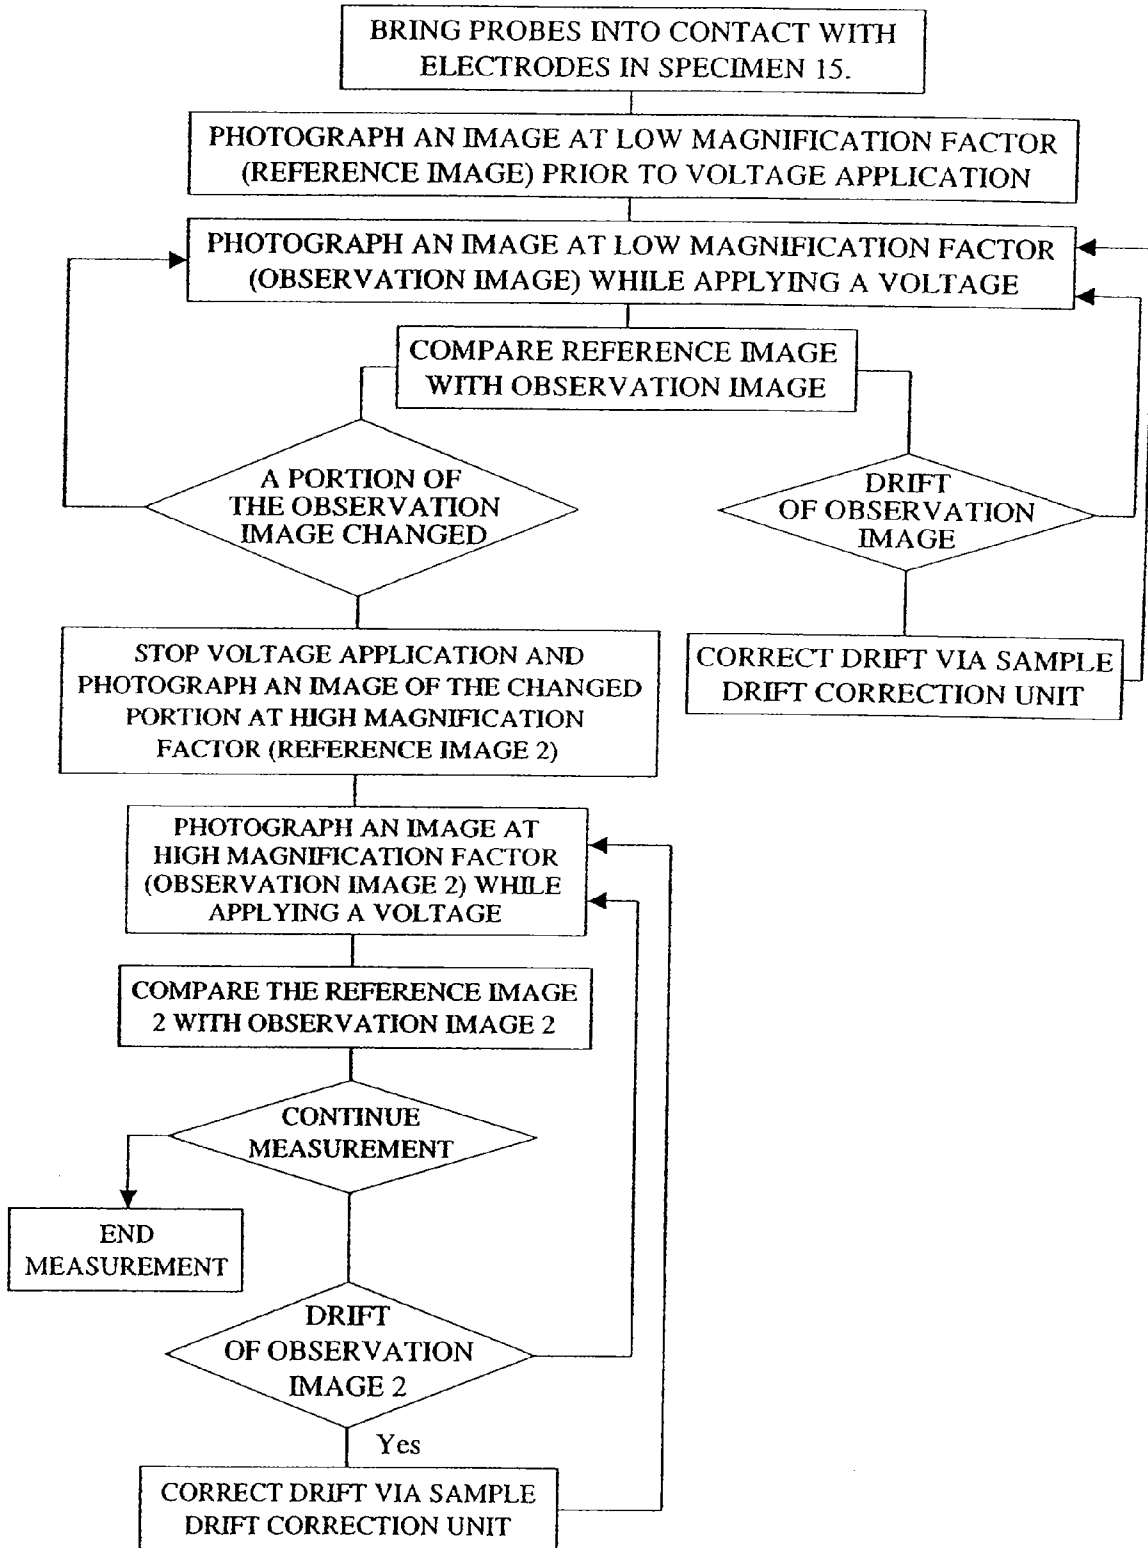 BRING PROBES INTO CONTACT WITH
ELECTRODES IN SPECIMEN 15.
PHOTOGRAPH AN IMAGE AT LOW MAGNIFICATION FACTOR
(REFERENCE IMAGE) PRIOR TO VOLTAGE APPLICATION
PHOTOGRAPH AN IMAGE AT LOW MAGNIFICATION FACTOR
(OBSERVATION IMAGE) WHILE APPLYING A VOLTAGE
COMPARE REFERENCE IMAGE
WITH OBSERVATION IMAGE
A PORTION OF
THE OBSERVATION
IMAGE CHANGED
DRIFT
OF OBSERVATION
IMAGE
STOP VOLTAGE APPLICATION AND
PHOTOGRAPH AN IMAGE OF THE CHANGED
PORTION AT HIGH MAGNIFICATION
FACTOR (REFERENCE IMAGE 2)
CORRECT DRIFT VIA SAMPLE
DRIFT CORRECTION UNIT
PHOTOGRAPH AN IMAGE AT
HIGH MAGNIFICATION FACTOR
(OBSERVATION IMAGE 2) WHILE
APPLYING A VOLTAGE
COMPARE THE REFERENCE IMAGE
2 WITH OBSERVATION IMAGE 2
CONTINUE
MEASUREMENT
END
MEASUREMENT
DRIFT
OF OBSERVATION
IMAGE 2
Yes
CORRECT DRIFT VIA SAMPLE
DRIFT CORRECTION UNIT